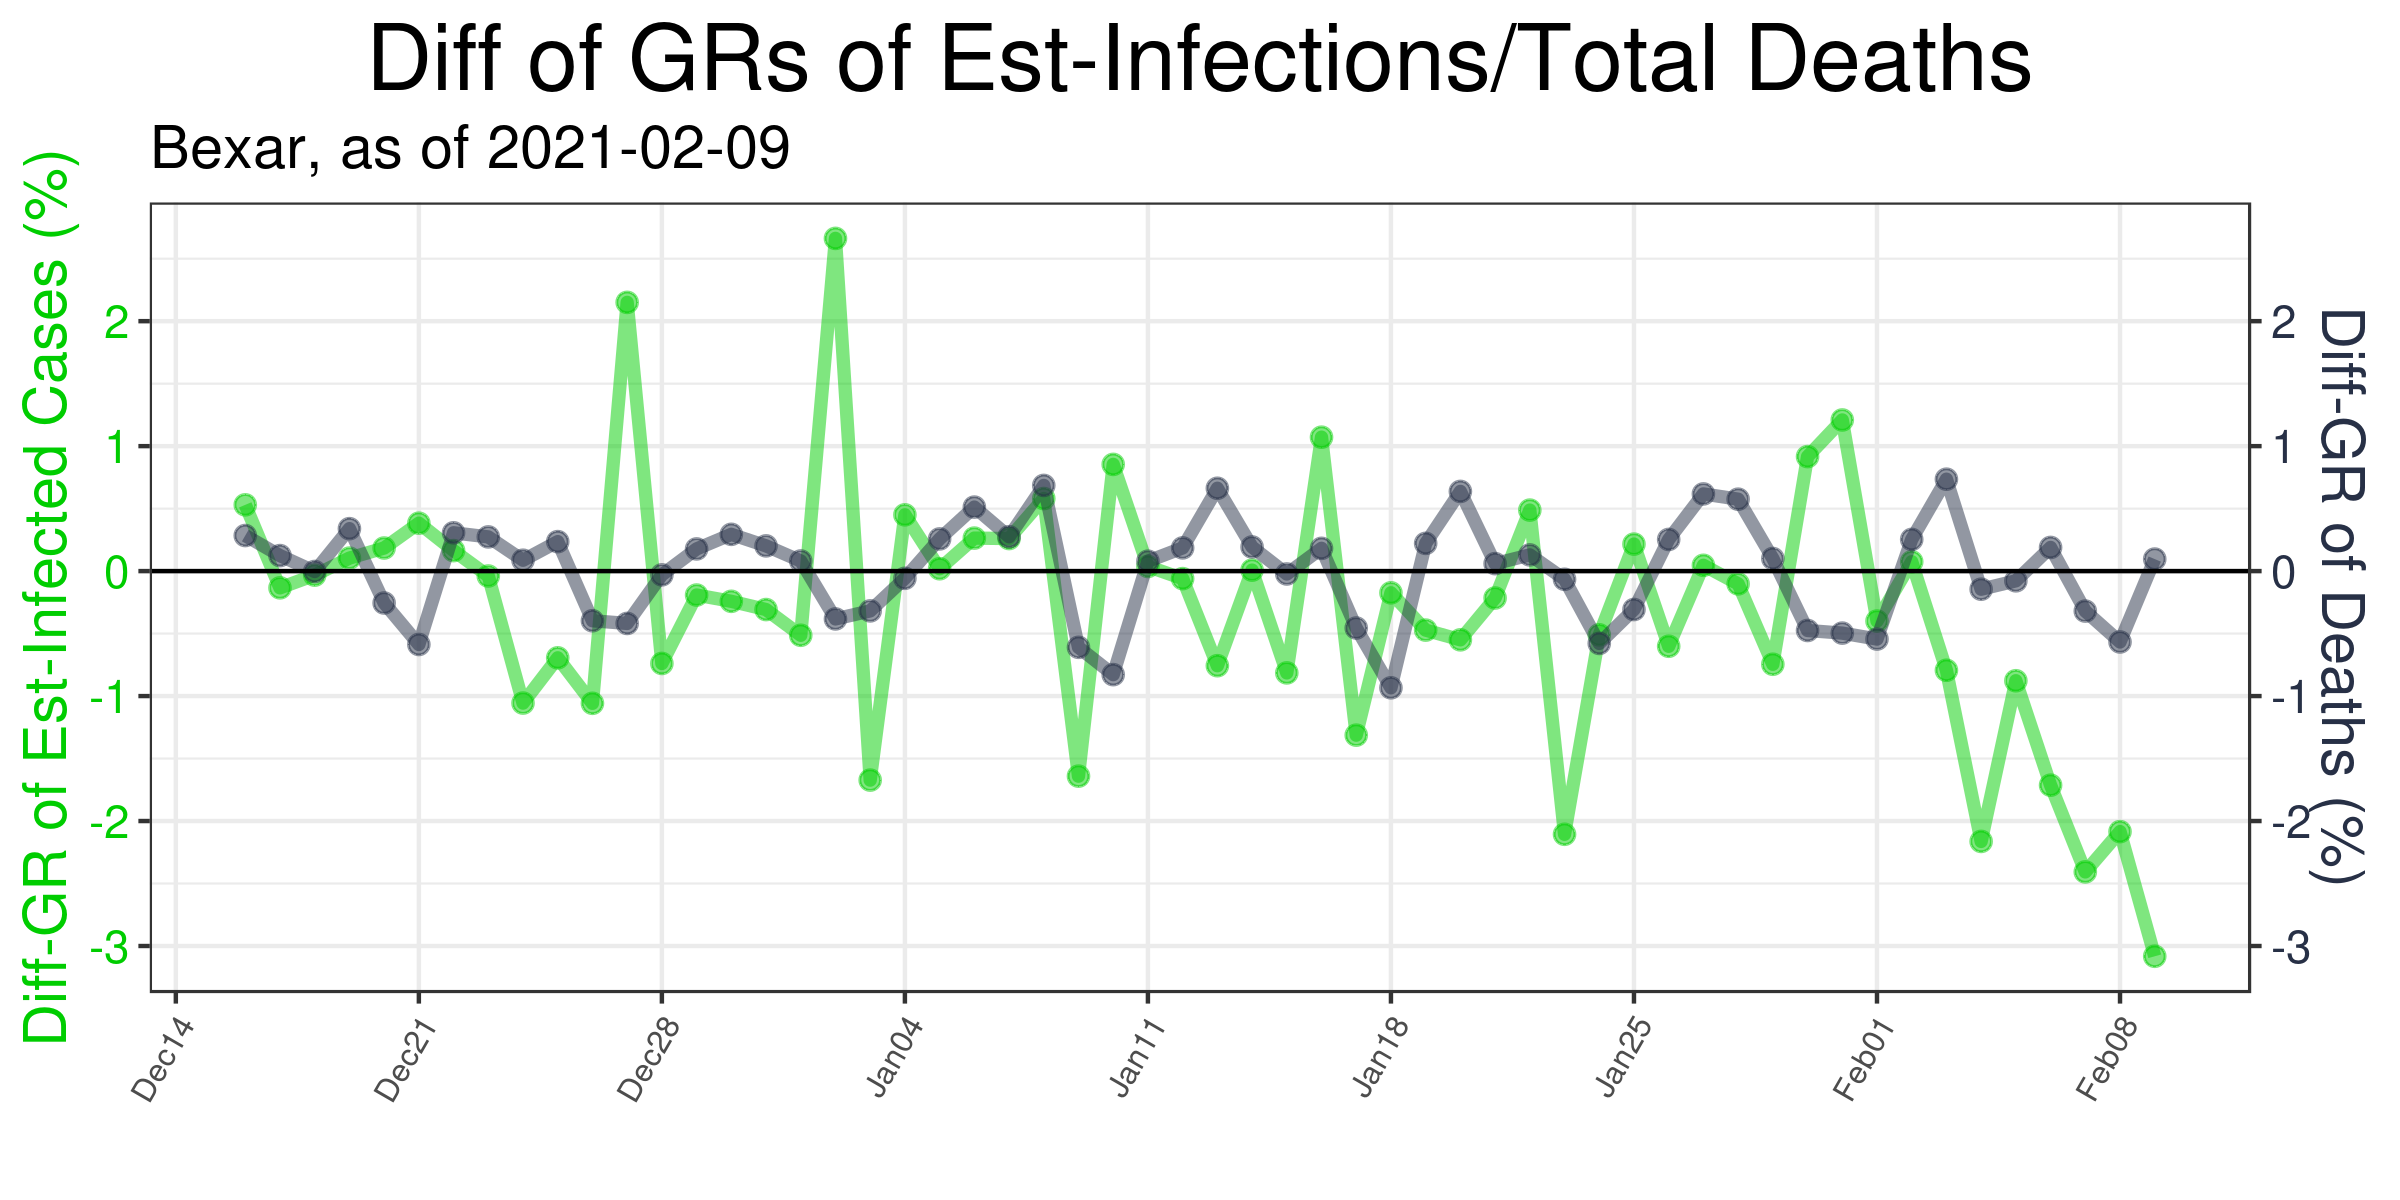 Diff of GRs of Est-Infections/Total Deaths
Bexar, as of 2021-02-09
Diff-GR of Est-Infected Cases (%)
2
1
0
-1
-2
-3
2
1
0
-1
-2
-3
Diff-GR of Deaths (%)
Dec14
Dec21
Dec28
Jan04
Jan11
Jan18
Jan25
Feb01
Feb08